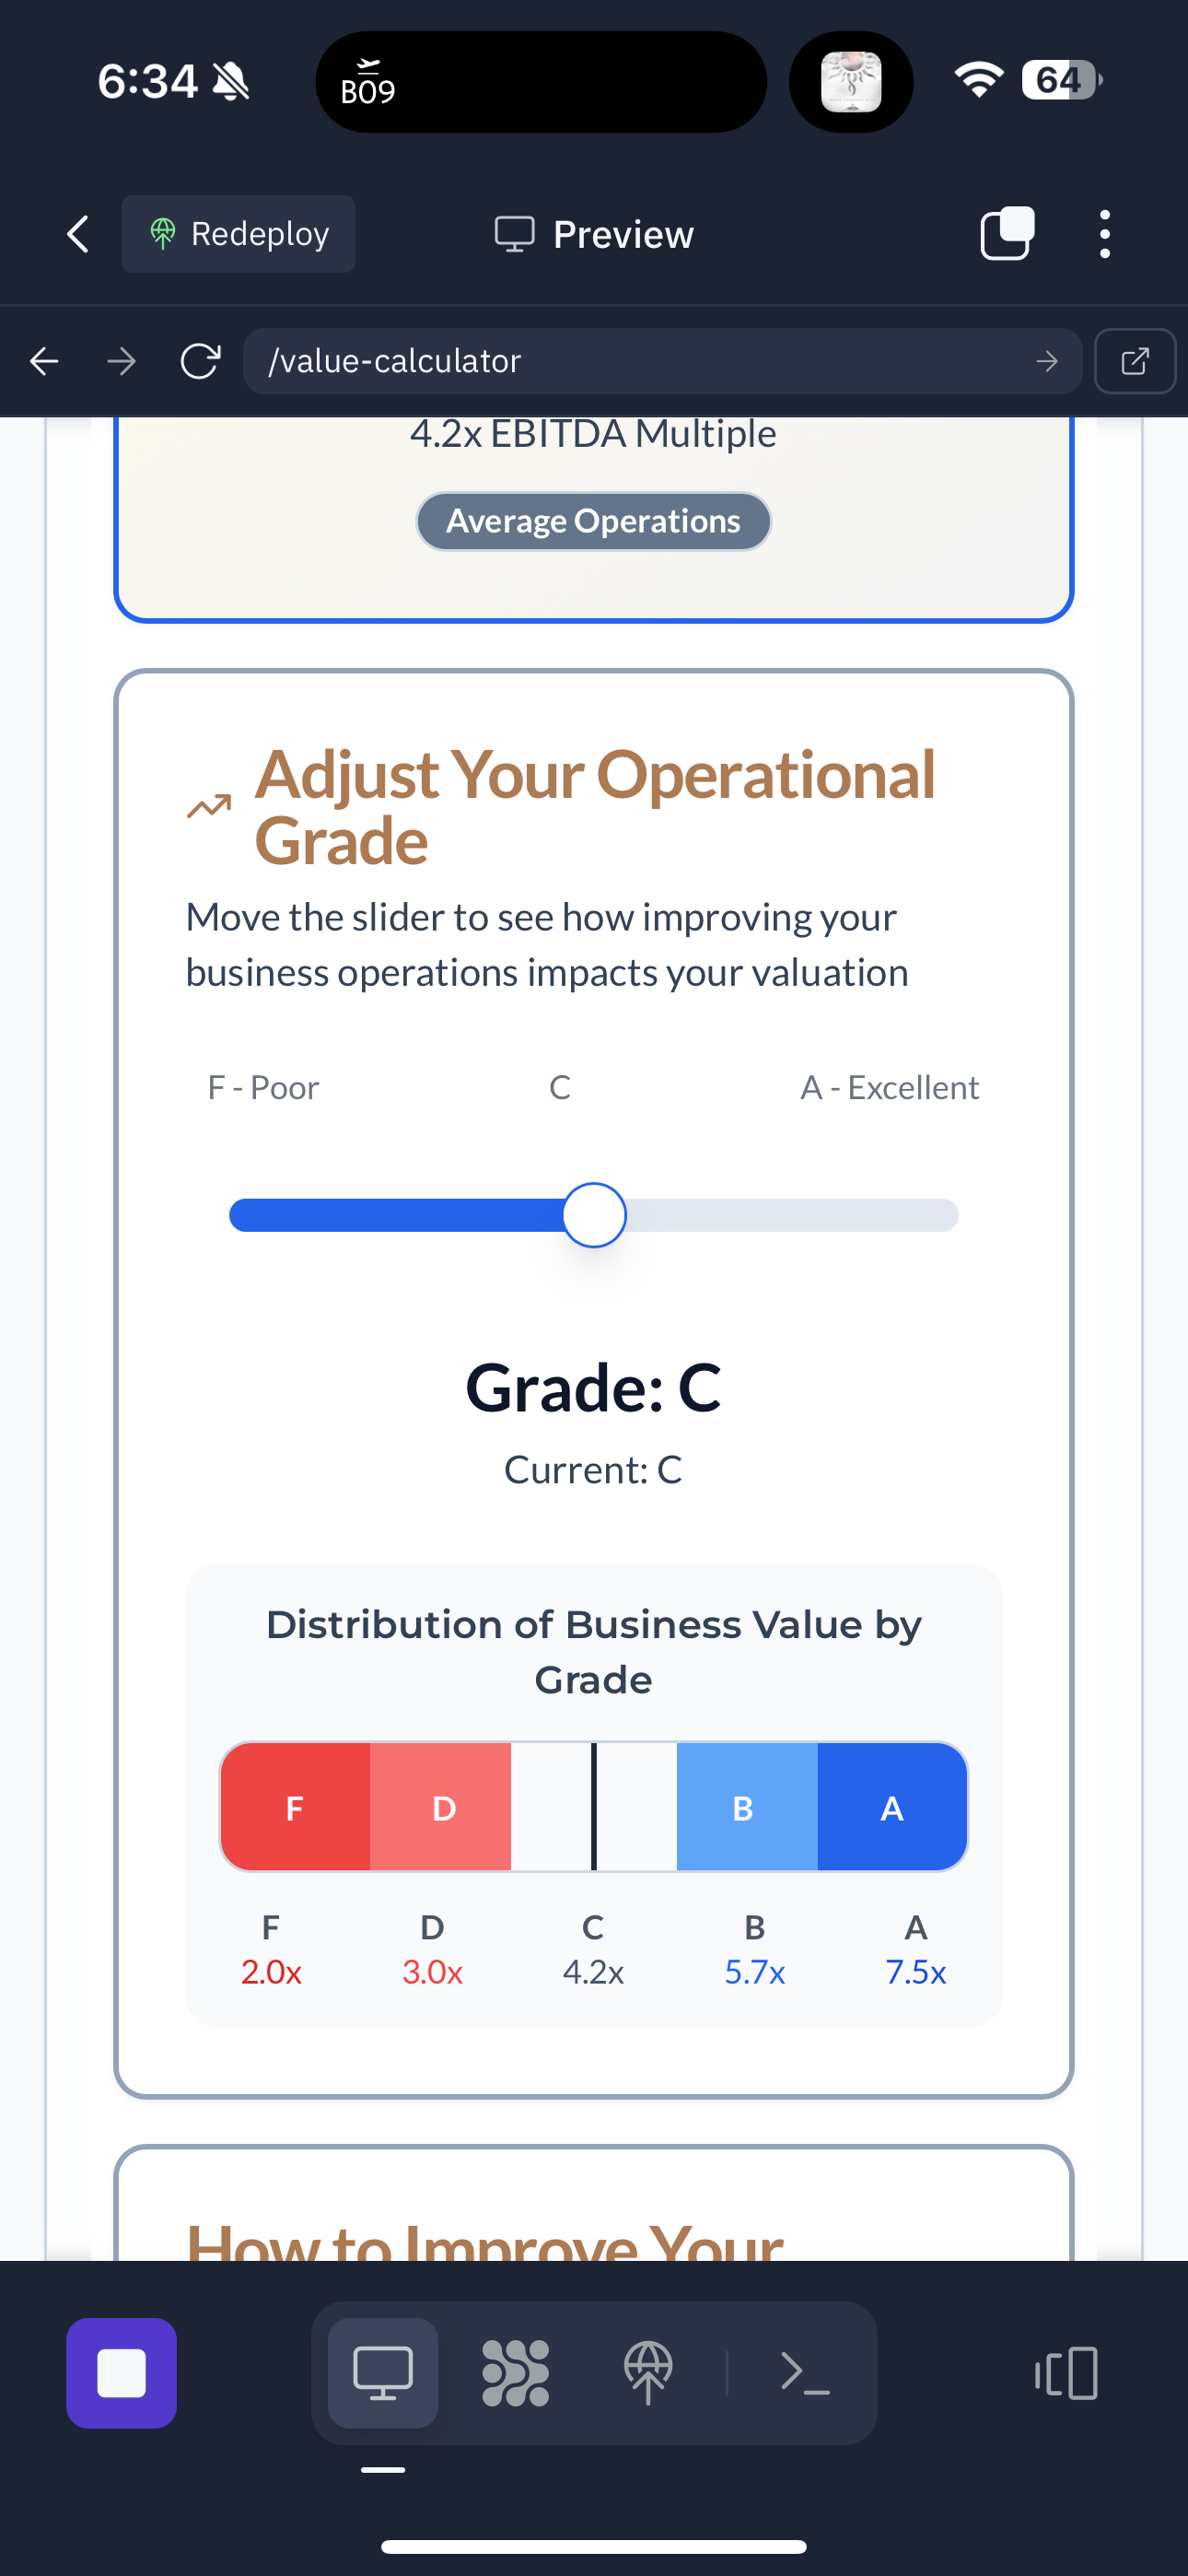 6:34
B09
64
Redeploy
Preview
/value-calculator
4.2x EBITDA Multiple
Average Operations
Adjust Your Operational
Grade
Move the slider to see how improving your
business operations impacts your valuation
F - Poor C A - Excellent
Grade: C
Current: C
Distribution of Business Value by
Grade
F D B A
F D C B A
2.0x 3.0x 4.2x 5.7x 7.5x
How to Improve Your